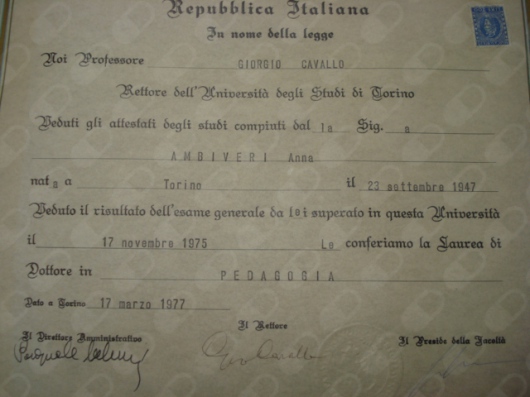 Repubblica Italiana
In nome della legge
Noi Professore GIORGIO CAVALLO
Rettore dell'Università degli Studi di Torino
Veduti gli attestati degli studi compiuti dal la Sig. a
AMBIVERI Anna
nat a a Torino il 23 settembre 1947
Veduto il risultato dell'esame generale da lei superato in questa Università
il 17 novembre 1975 Le conferiamo la Laurea di
Dottore in PEDAGOGIA
Dato a Torino 17 marzo 1977
Il Rettore
Il Direttore Amministrativo Il Preside della Facoltà